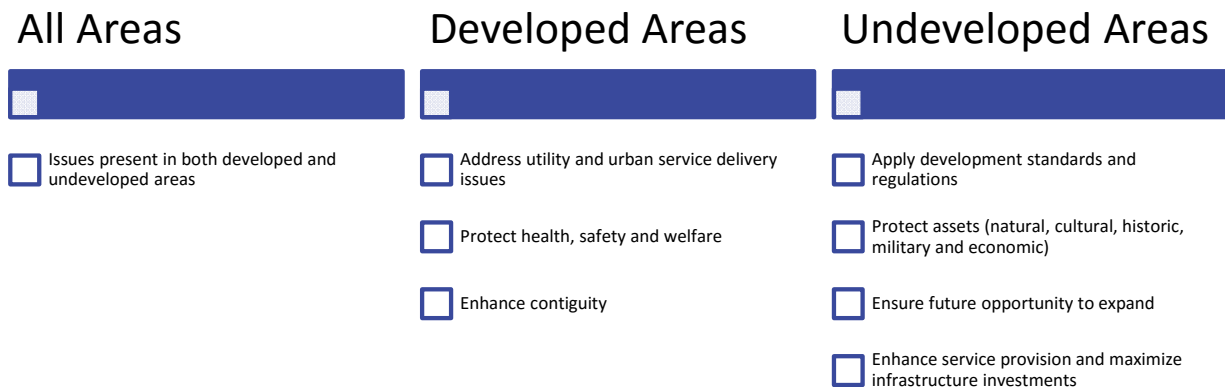 All Areas
Issues present in both developed and
undeveloped areas
Developed Areas
Address utility and urban service delivery
issues
Protect health, safety and welfare
Enhance contiguity
Undeveloped Areas
Apply development standards and
regulations
Protect assets (natural, cultural, historic,
military and economic)
Ensure future opportunity to expand
Enhance service provision and maximize
infrastructure investments